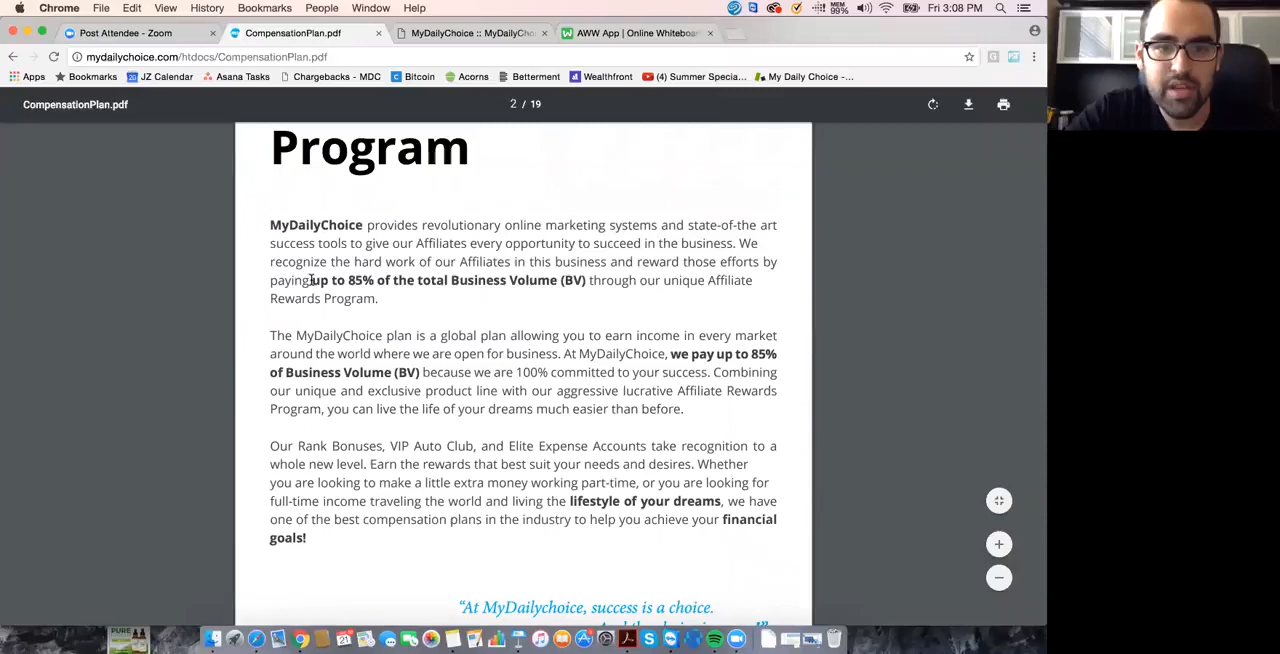 Chrome File Edit View History Bookmarks People Window Help MEM 99% Fri 3:08 PM
Post Attendee - Zoom CompensationPlan.pdf MyDailyChoice :: MyDailyCho AWW App | Online Whiteboa
mydailychoice.com/htdocs/CompensationPlan.pdf
Apps Bookmarks 20 JZ Calendar Asana Tasks Chargebacks - MDC Bitcoin Acorns Betterment Wealthfront (4) Summer Specia... My Daily Choice -...
CompensationPlan.pdf 2 / 19
Program
MyDailyChoice provides revolutionary online marketing systems and state-of-the art
success tools to give our Affiliates every opportunity to succeed in the business. We
recognize the hard work of our Affiliates in this business and reward those efforts by
paying up to 85% of the total Business Volume (BV) through our unique Affiliate
Rewards Program.
The MyDailyChoice plan is a global plan allowing you to earn income in every market
around the world where we are open for business. At MyDailyChoice, we pay up to 85%
of Business Volume (BV) because we are 100% committed to your success. Combining
our unique and exclusive product line with our aggressive lucrative Affiliate Rewards
Program, you can live the life of your dreams much easier than before.
Our Rank Bonuses, VIP Auto Club, and Elite Expense Accounts take recognition to a
whole new level. Earn the rewards that best suit your needs and desires. Whether
you are looking to make a little extra money working part-time, or you are looking for
full-time income traveling the world and living the lifestyle of your dreams, we have
one of the best compensation plans in the industry to help you achieve your financial
goals!
“At MyDailychoice, success is a choice.
PURE
21